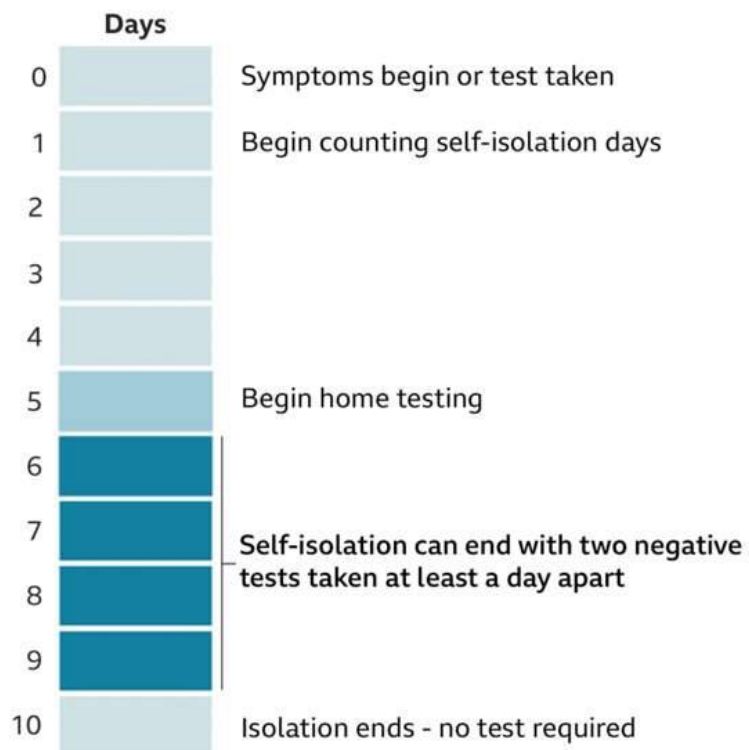 Days
0 Symptoms begin or test taken
1 Begin counting self-isolation days
2
3
4
5 Begin home testing
6
7
Self-isolation can end with two negative
tests taken at least a day apart
8
9
10 Isolation ends - no test required